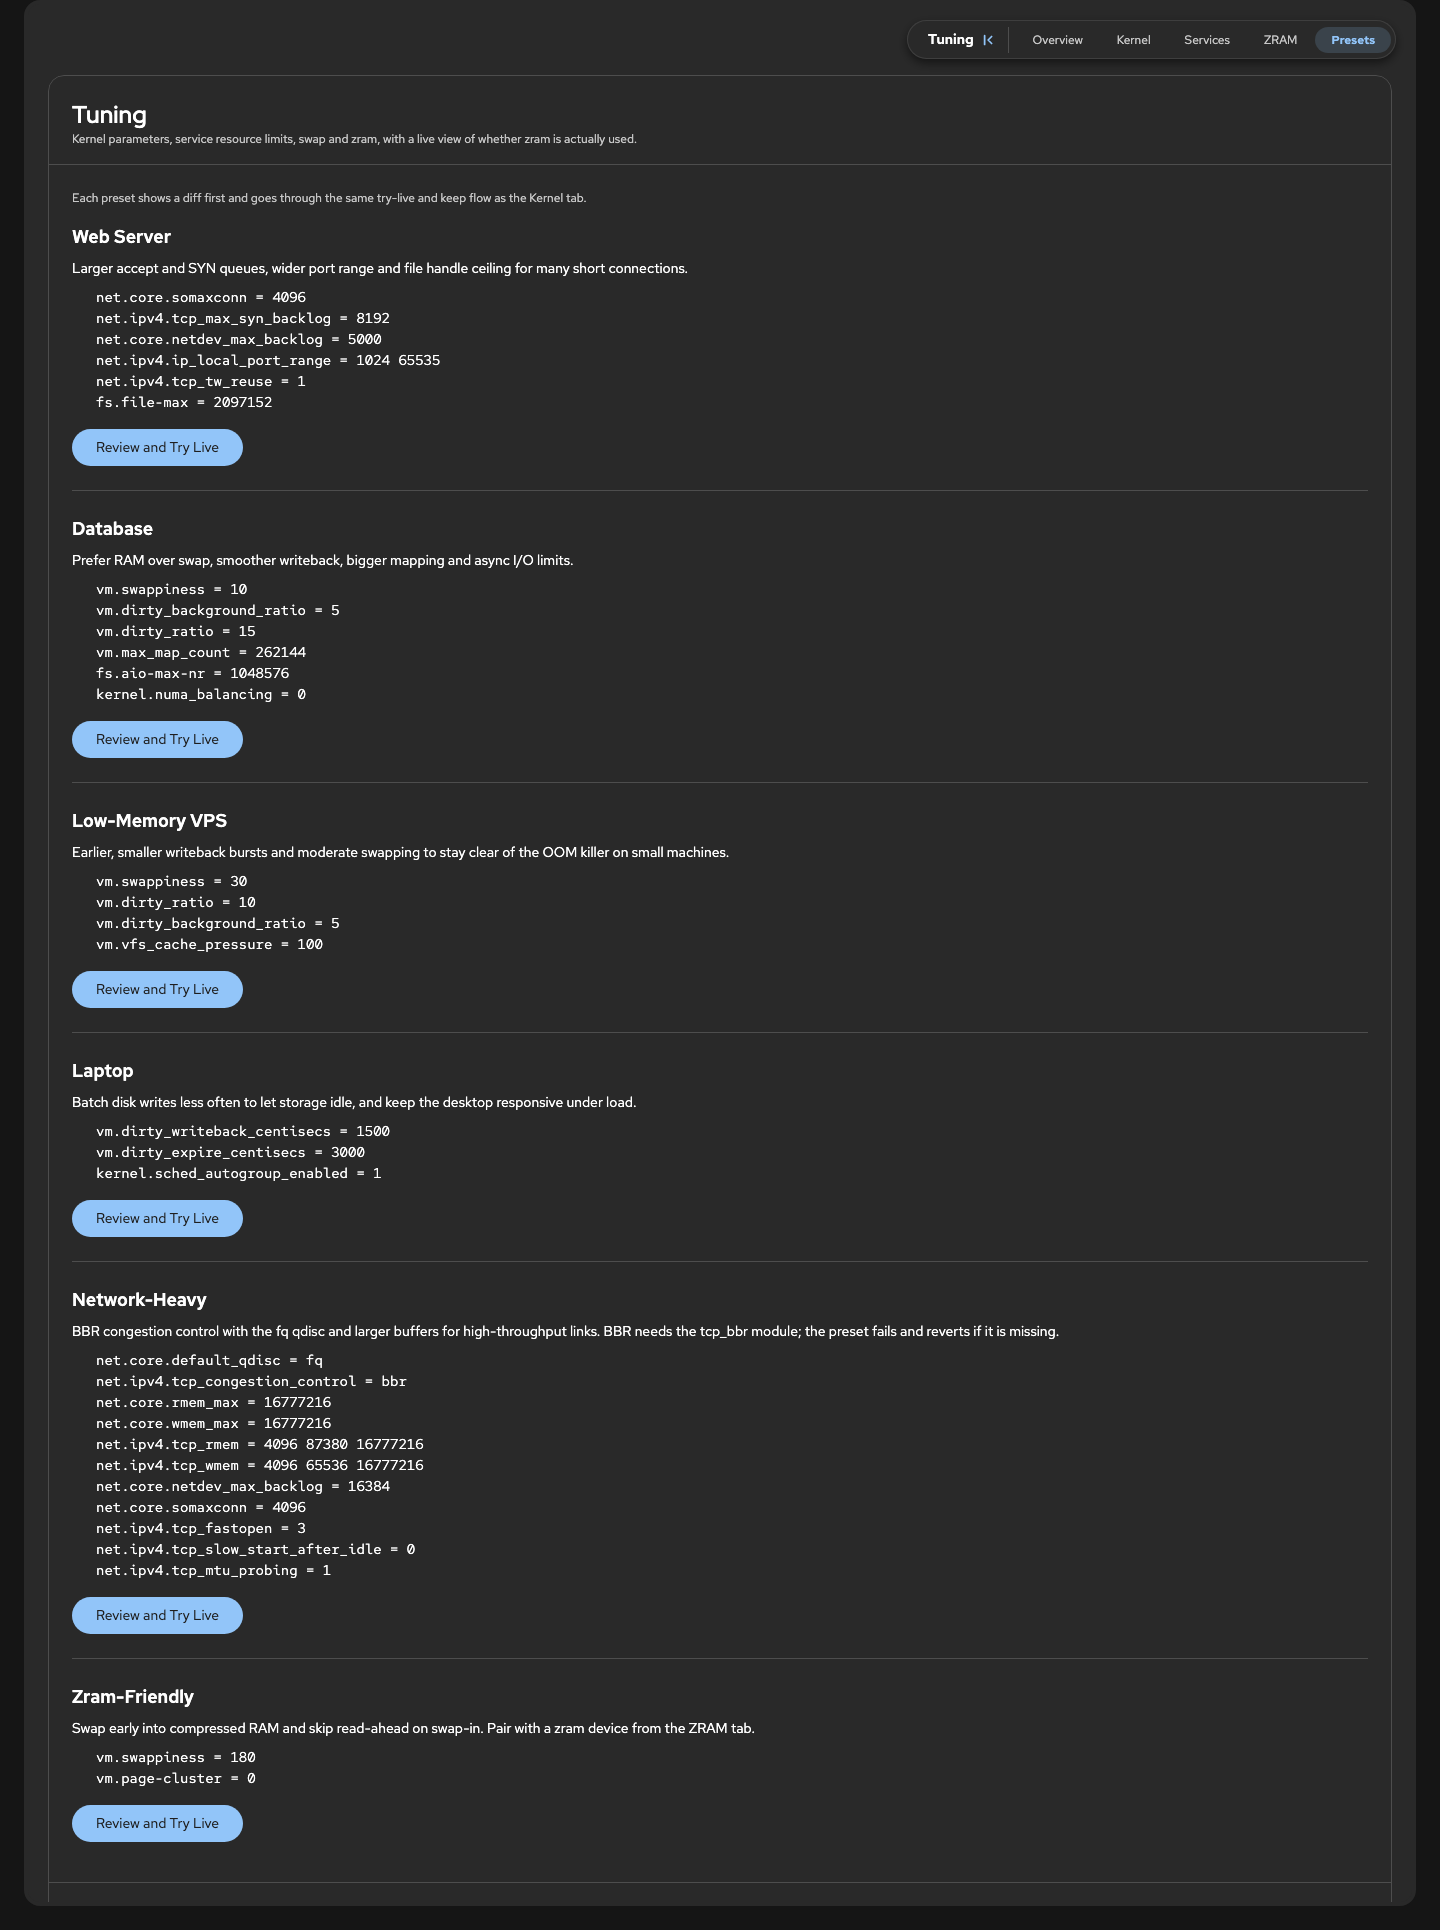 Tuning
Overview
Kernel
Services
ZRAM
Presets
Tuning
Kernel parameters, service resource limits, swap and zram, with a live view of whether zram is actually used.
Each preset shows a diff first and goes through the same try-live and keep flow as the Kernel tab.
Web Server
Larger accept and SYN queues, wider port range and file handle ceiling for many short connections.
net.core.somaxconn = 4096
net.ipv4.tcp_max_syn_backlog = 8192
net.core.netdev_max_backlog = 5000
net.ipv4.ip_local_port_range = 1024 65535
net.ipv4.tcp_tw_reuse = 1
fs.file-max = 2097152
Review and Try Live
Database
Prefer RAM over swap, smoother writeback, bigger mapping and async I/O limits.
vm.swappiness = 10
vm.dirty_background_ratio = 5
vm.dirty_ratio = 15
vm.max_map_count = 262144
fs.aio-max-nr = 1048576
kernel.numa_balancing = 0
Review and Try Live
Low-Memory VPS
Earlier, smaller writeback bursts and moderate swapping to stay clear of the OOM killer on small machines.
vm.swappiness = 30
vm.dirty_ratio = 10
vm.dirty_background_ratio = 5
vm.vfs_cache_pressure = 100
Review and Try Live
Laptop
Batch disk writes less often to let storage idle, and keep the desktop responsive under load.
vm.dirty_writeback_centisecs = 1500
vm.dirty_expire_centisecs = 3000
kernel.sched_autogroup_enabled = 1
Review and Try Live
Network-Heavy
BBR congestion control with the fq qdisc and larger buffers for high-throughput links. BBR needs the tcp_bbr module; the preset fails and reverts if it is missing.
net.core.default_qdisc = fq
net.ipv4.tcp_congestion_control = bbr
net.core.rmem_max = 16777216
net.core.wmem_max = 16777216
net.ipv4.tcp_rmem = 4096 87380 16777216
net.ipv4.tcp_wmem = 4096 65536 16777216
net.core.netdev_max_backlog = 16384
net.core.somaxconn = 4096
net.ipv4.tcp_fastopen = 3
net.ipv4.tcp_slow_start_after_idle = 0
net.ipv4.tcp_mtu_probing = 1
Review and Try Live
Zram-Friendly
Swap early into compressed RAM and skip read-ahead on swap-in. Pair with a zram device from the ZRAM tab.
vm.swappiness = 180
vm.page-cluster = 0
Review and Try Live